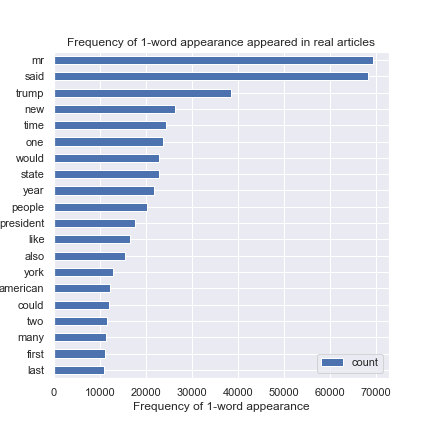 Frequency of 1-word appearance appeared in real articles
mr
said
trump
new
time
one
would
state
year
people
president
like
also
york
american
could
two
many
first
last
count
0 10000 20000 30000 40000 50000 60000 70000
Frequency of 1-word appearance